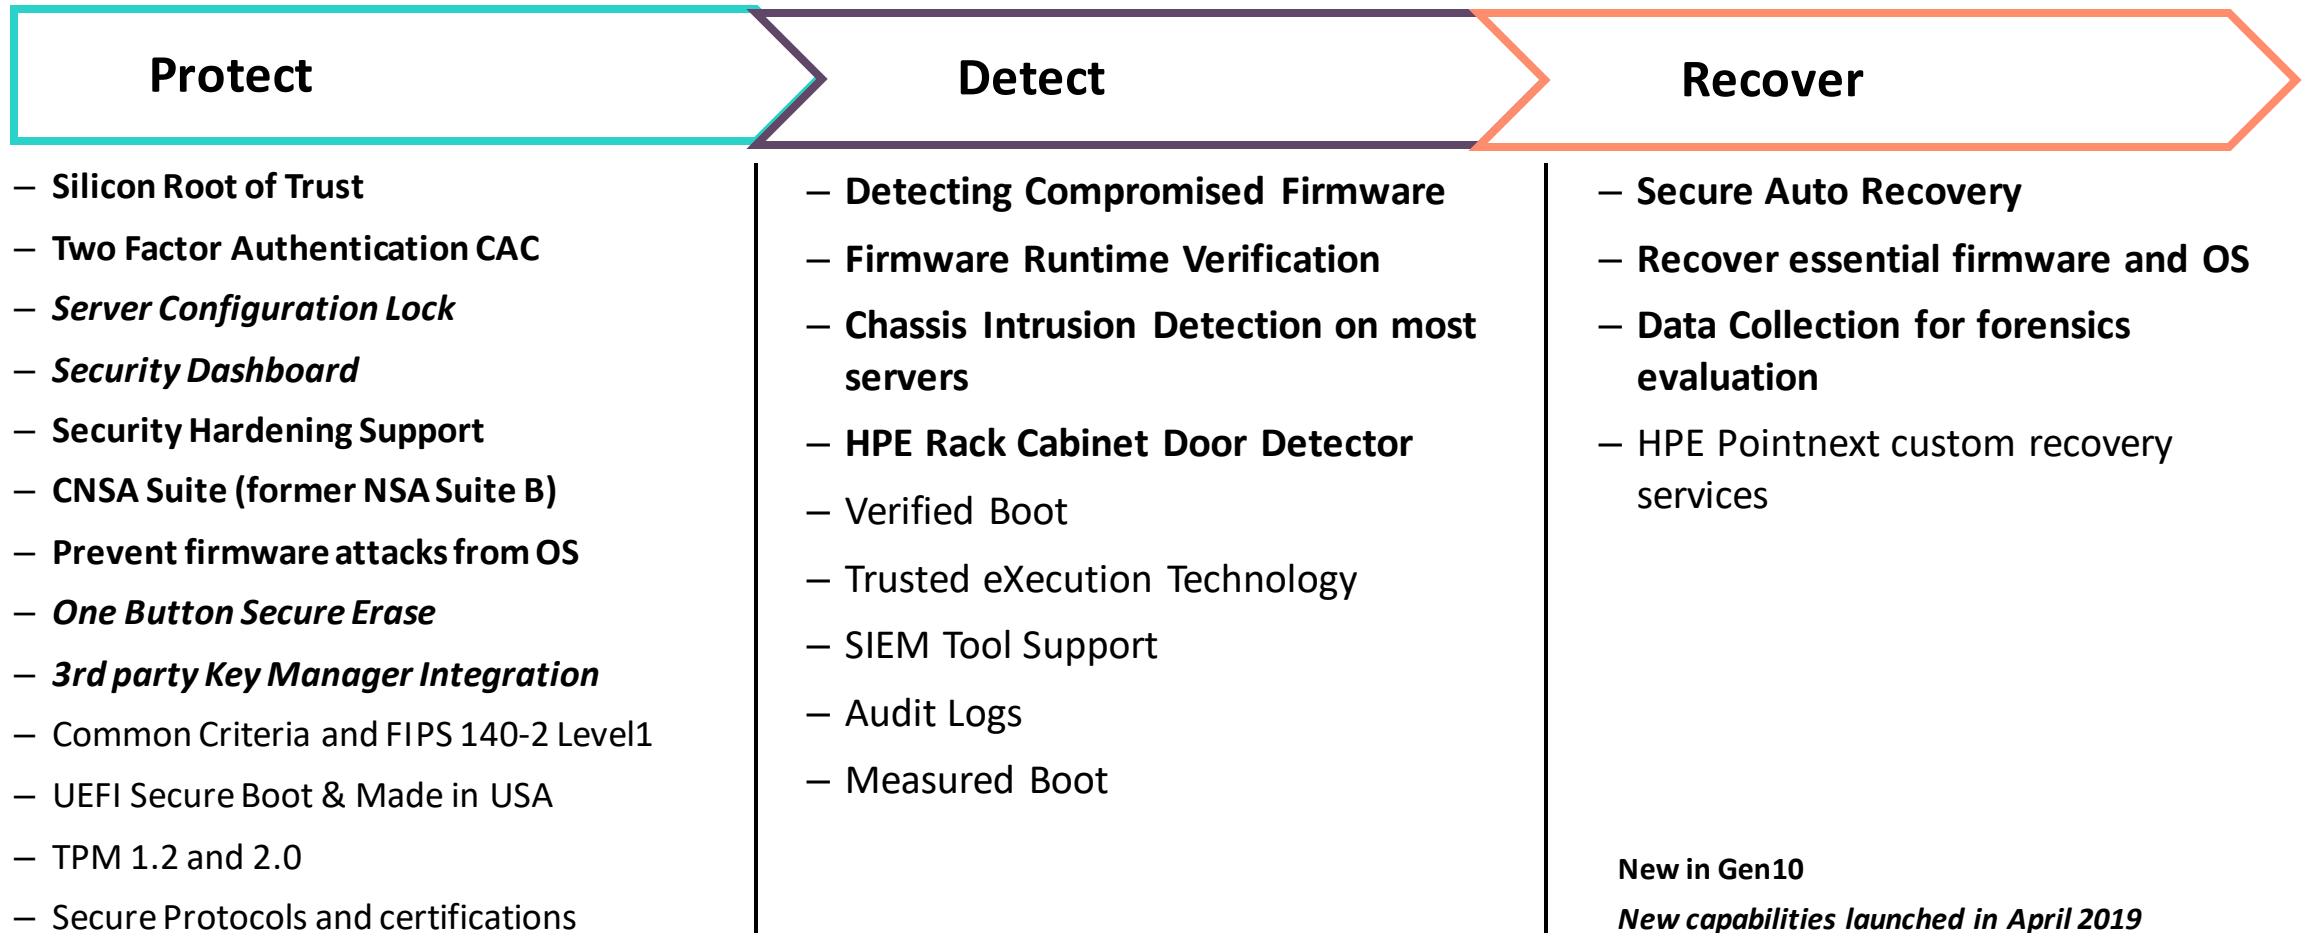 Protect
– Silicon Root of Trust
– Two Factor Authentication CAC
– Server Configuration Lock
– Security Dashboard
– Security Hardening Support
– CNSA Suite (former NSA Suite B)
– Prevent firmware attacks from OS
– One Button Secure Erase
– 3rd party Key Manager Integration
– Common Criteria and FIPS 140-2 Level1
– UEFI Secure Boot & Made in USA
– TPM 1.2 and 2.0
– Secure Protocols and certifications
Detect
– Detecting Compromised Firmware
– Firmware Runtime Verification
– Chassis Intrusion Detection on most
servers
– HPE Rack Cabinet Door Detector
– Verified Boot
– Trusted eXecution Technology
– SIEM Tool Support
– Audit Logs
– Measured Boot
Recover
– Secure Auto Recovery
– Recover essential firmware and OS
– Data Collection for forensics
evaluation
– HPE Pointnext custom recovery
services
New in Gen10
New capabilities launched in April 2019